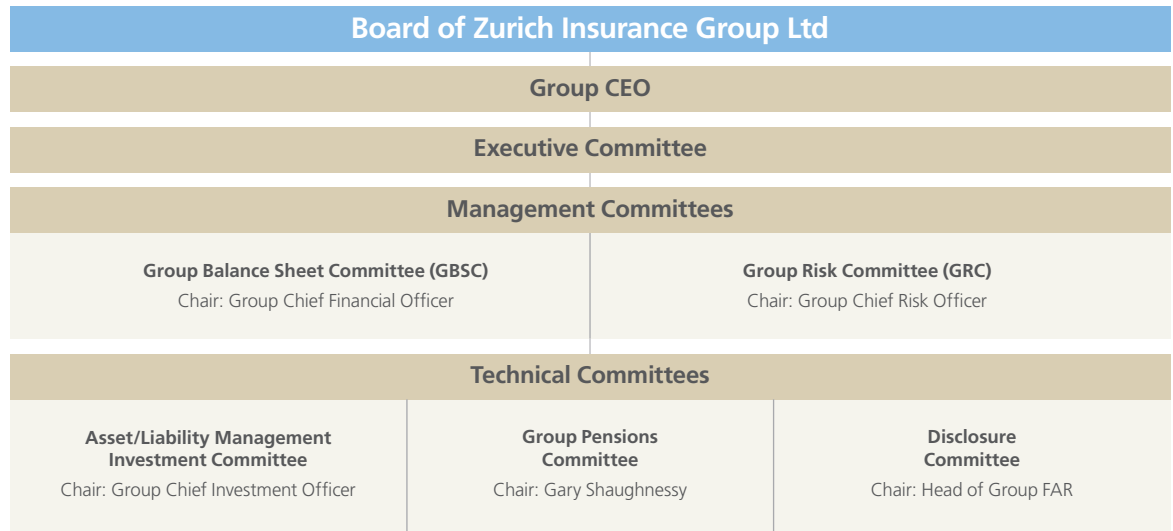 Board of Zurich Insurance Group Ltd
Group CEO
Executive Committee
Management Committees
Group Balance Sheet Committee (GBSC)
Chair: Group Chief Financial Officer
Group Risk Committee (GRC)
Chair: Group Chief Risk Officer
Technical Committees
Asset/Liability Management
Investment Committee
Chair: Group Chief Investment Officer
Group Pensions
Committee
Chair: Gary Shaughnessy
Disclosure
Committee
Chair: Head of Group FAR